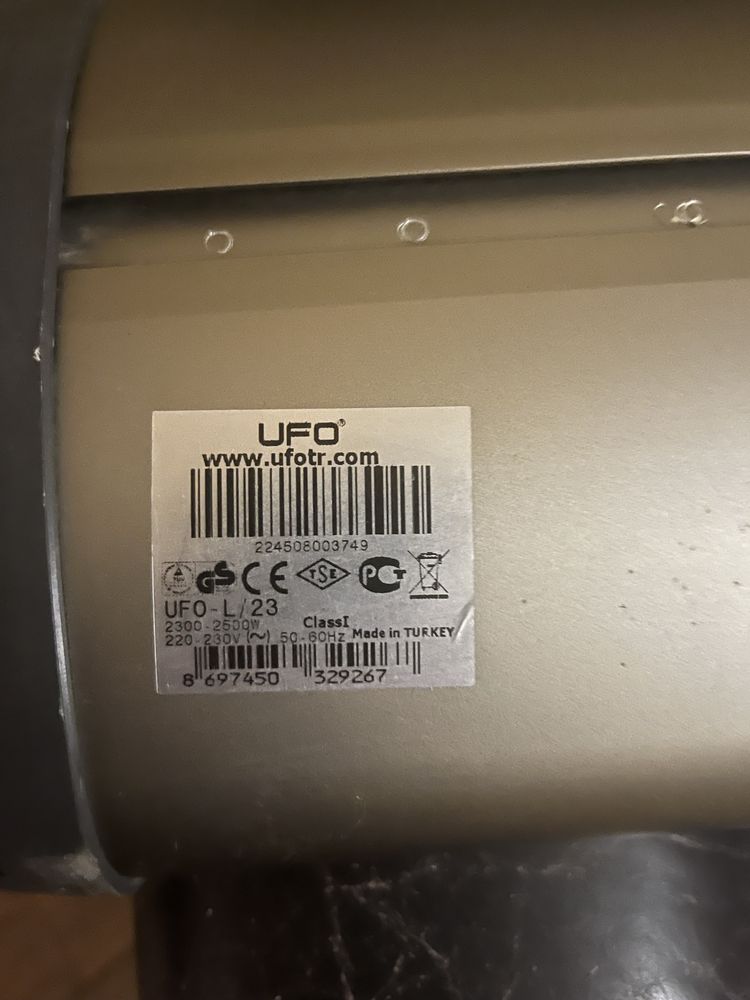 UFO®
www.ufotr.com
224508003749
GS CE TSE PCT
UFO-L/23
2300-2500W ClassI
220-230V (~) 50-60Hz Made in TURKEY
8 697450 329267